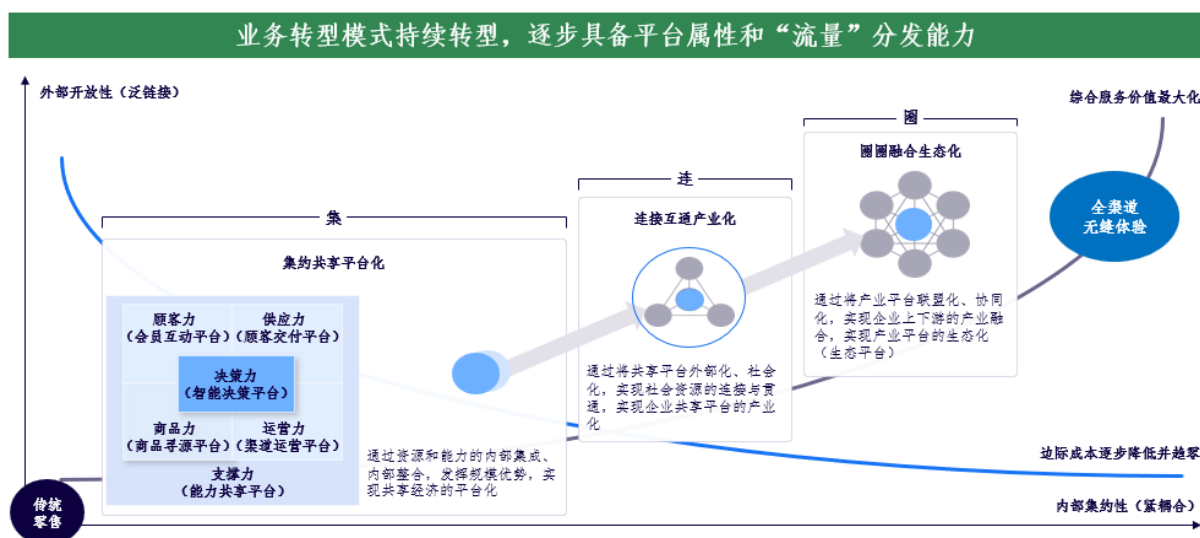 业务转型模式持续转型，逐步具备平台属性和“流量”分发能力
外部开放性（泛链接）
综合服务价值最大化
圈
圈圈融合生态化
连
连接互通产业化
全渠道
无缝体验
集
集约共享平台化
顾客力
（会员互动平台）
供应力
（顾客交付平台）
决策力
（智能决策平台）
商品力
（商品寻源平台）
运营力
（渠道运营平台）
支撑力
（能力共享平台）
通过资源和能力的内部集成、
内部整合，发挥规模优势，实
现共享经济的平台化
通过将共享平台外部化、社会
化，实现社会资源的连接与贯
通，实现企业共享平台的产业
化
通过将产业平台联盟化、协同
化，实现企业上下游的产业融
合，实现产业平台的生态化
（生态平台）
边际成本逐步降低并趋零
传统
零售
内部集约性（紧耦合）